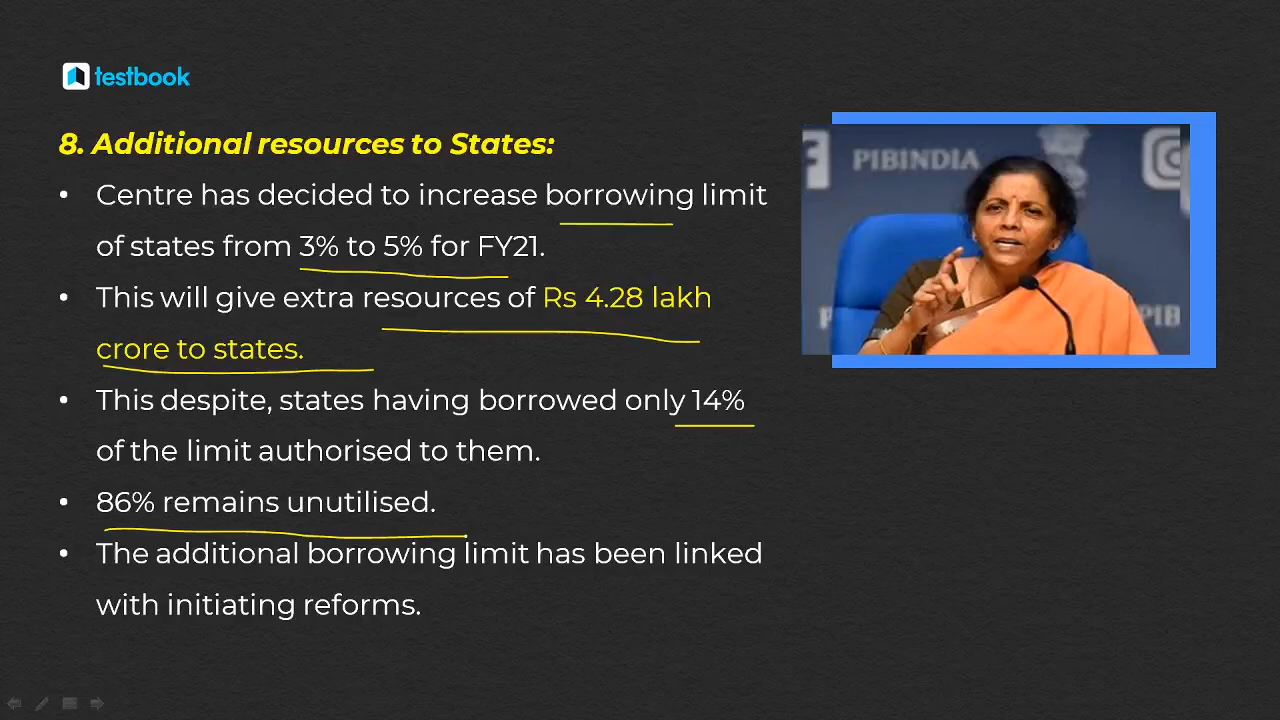 testbook
8. Additional resources to States:
• Centre has decided to increase borrowing limit
of states from 3% to 5% for FY21.
• This will give extra resources of Rs 4.28 lakh
crore to states.
• This despite, states having borrowed only 14%
of the limit authorised to them.
• 86% remains unutilised.
• The additional borrowing limit has been linked
with initiating reforms.
PIBINDIA
PIB